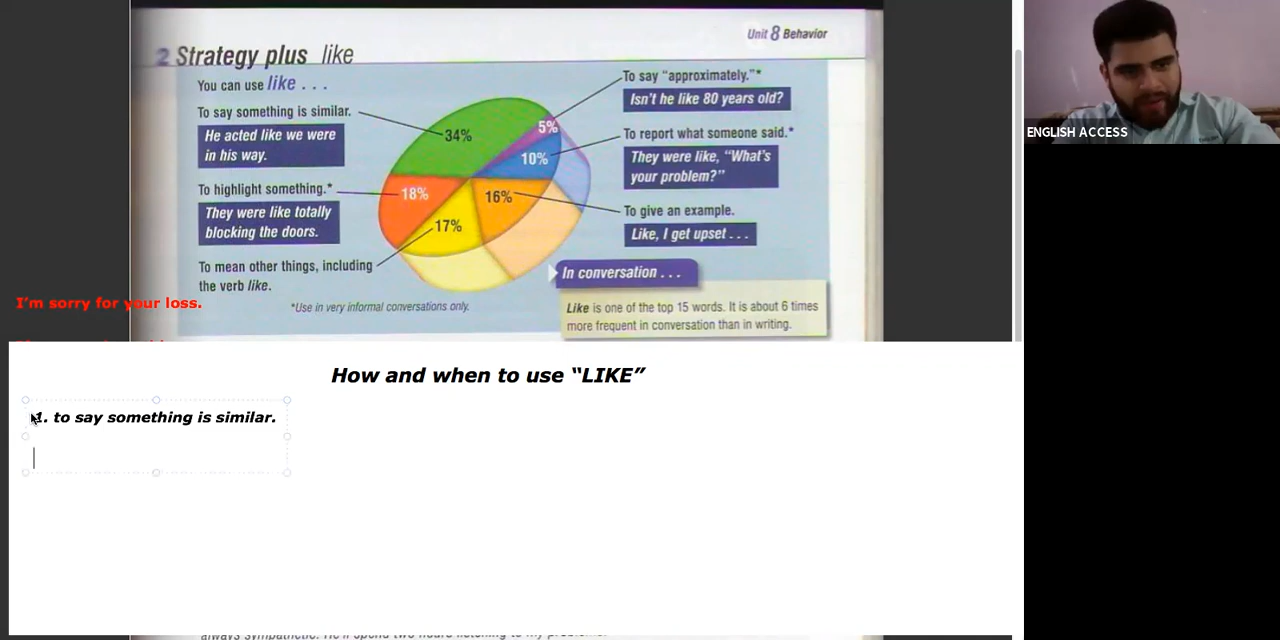 Unit 8 Behavior
2 Strategy plus like
You can use like . . .
To say something is similar.
He acted like we were
in his way.
To highlight something.*
They were like totally
blocking the doors.
To mean other things, including
the verb like.
34%
5%
10%
18%
16%
17%
To say “approximately.”*
Isn't he like 80 years old?
To report what someone said.*
They were like, “What's
your problem?”
To give an example.
Like, I get upset . . .
In conversation . . .
Like is one of the top 15 words. It is about 6 times
more frequent in conversation than in writing.
*Use in very informal conversations only.
I’m sorry for your loss.
ENGLISH ACCESS
How and when to use “LIKE”
1. to say something is similar.